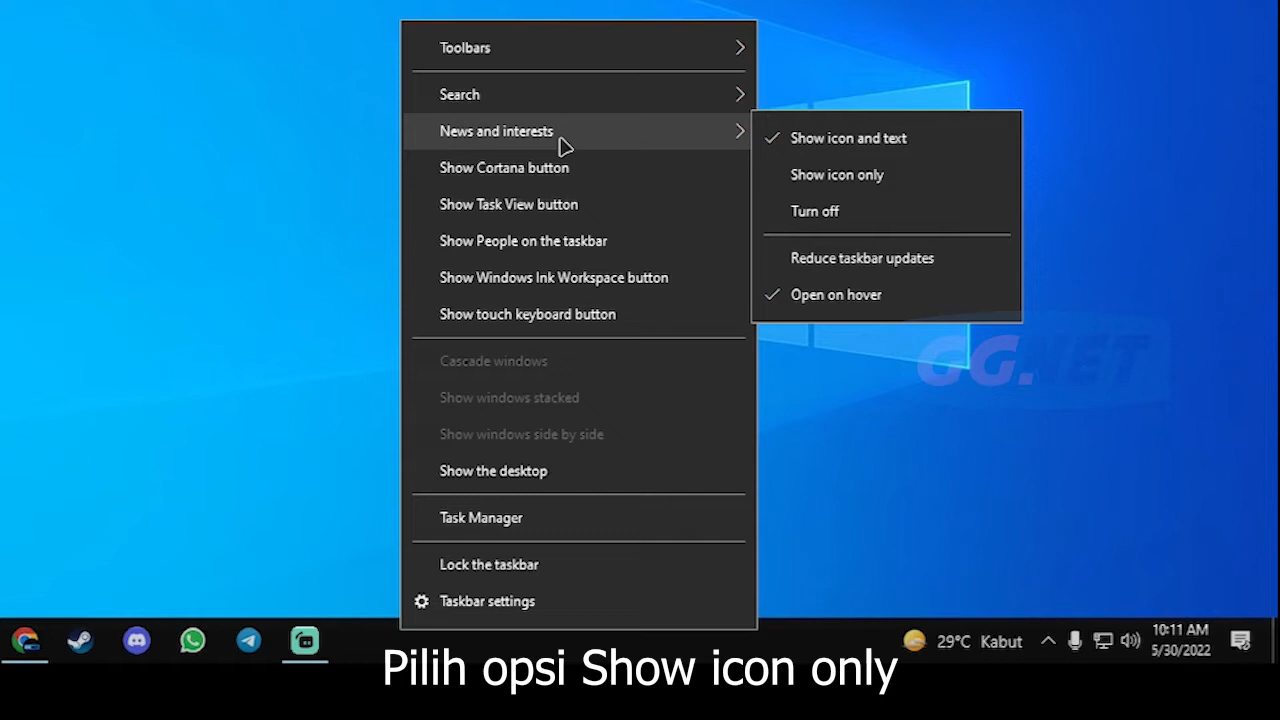 Toolbars
Search
News and interests
Show Cortana button
Show Task View button
Show People on the taskbar
Show Windows Ink Workspace button
Show touch keyboard button
Cascade windows
Show windows stacked
Show windows side by side
Show the desktop
Task Manager
Lock the taskbar
Taskbar settings
Show icon and text
Show icon only
Turn off
Reduce taskbar updates
Open on hover
GG.NET
29°C Kabut
10:11 AM
5/30/2022
Pilih opsi Show icon only